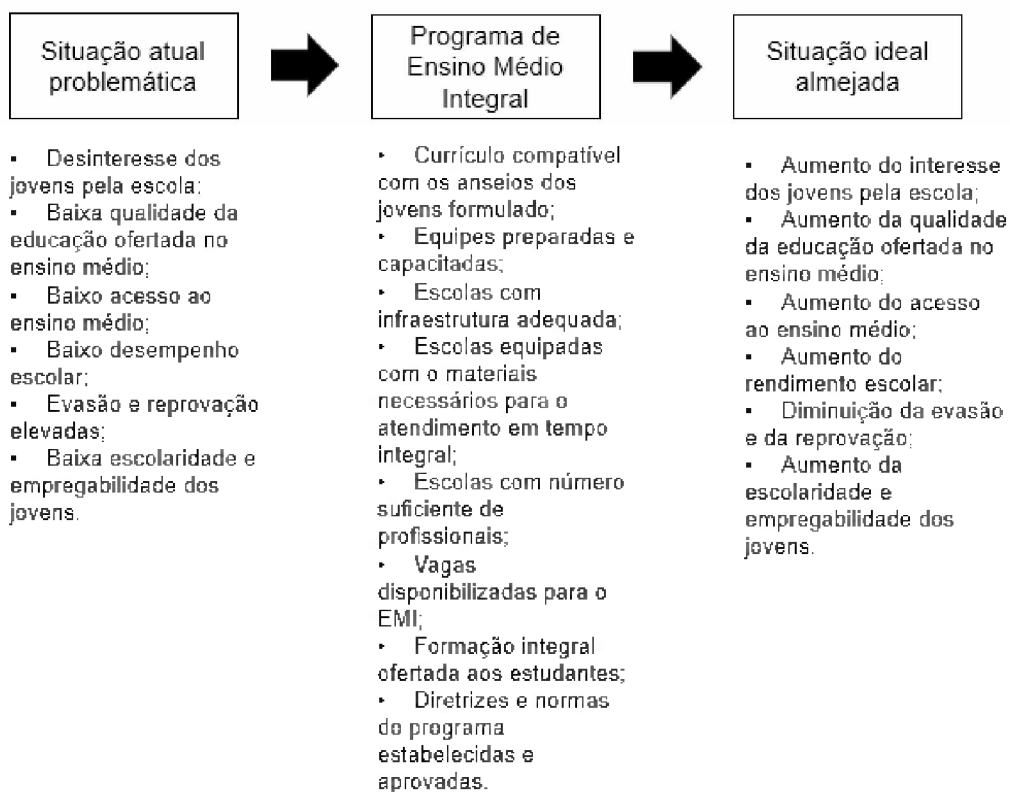 Situação atual
problemática
Programa de
Ensino Médio
Integral
Situação ideal
almejada
▪ Desinteresse dos
jovens pela escola;
▪ Baixa qualidade da
educação ofertada no
ensino médio;
▪ Baixo acesso ao
ensino médio;
▪ Baixo desempenho
escolar;
▪ Evasão e reprovação
elevadas;
▪ Baixa escolaridade e
empregabilidade dos
jovens.
• Currículo compatível
com os anseios dos
jovens formulado;
• Equipes preparadas e
capacitadas;
• Escolas com
infraestrutura adequada;
• Escolas equipadas
com o materiais
necessários para o
atendimento em tempo
integral;
• Escolas com número
suficiente de
profissionais;
• Vagas
disponibilizadas para o
EMI;
• Formação integral
ofertada aos estudantes;
• Diretrizes e normas
do programa
estabelecidas e
aprovadas.
▪ Aumento do interesse
dos jovens pela escola;
▪ Aumento da qualidade
da educação ofertada no
ensino médio;
▪ Aumento do acesso
ao ensino médio;
▪ Aumento do
rendimento escolar;
▪ Diminuição da evasão
e da reprovação;
▪ Aumento da
escolaridade e
empregabilidade dos
jovens.